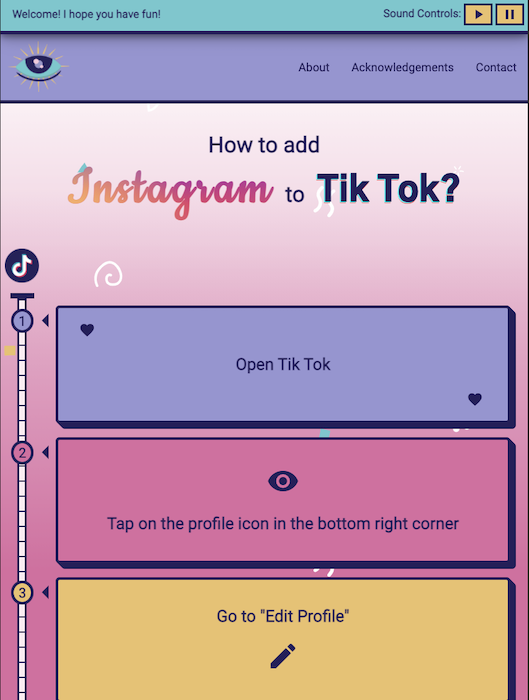 Welcome! I hope you have fun!
Sound Controls:
About Acknowledgements Contact
How to add
Instagram to Tik Tok?
1
Open Tik Tok
2
Tap on the profile icon in the bottom right corner
3
Go to "Edit Profile"